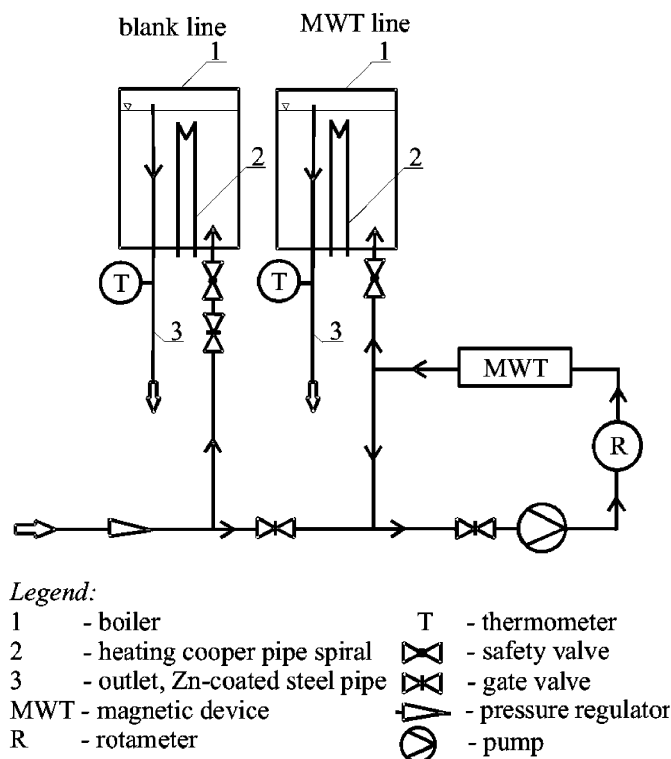 blank line
MWT line
1
1
2
2
T
T
3
3
MWT
R
Legend:
1 - boiler
2 - heating cooper pipe spiral
3 - outlet, Zn-coated steel pipe
MWT - magnetic device
R - rotameter
T - thermometer
- safety valve
- gate valve
- pressure regulator
- pump